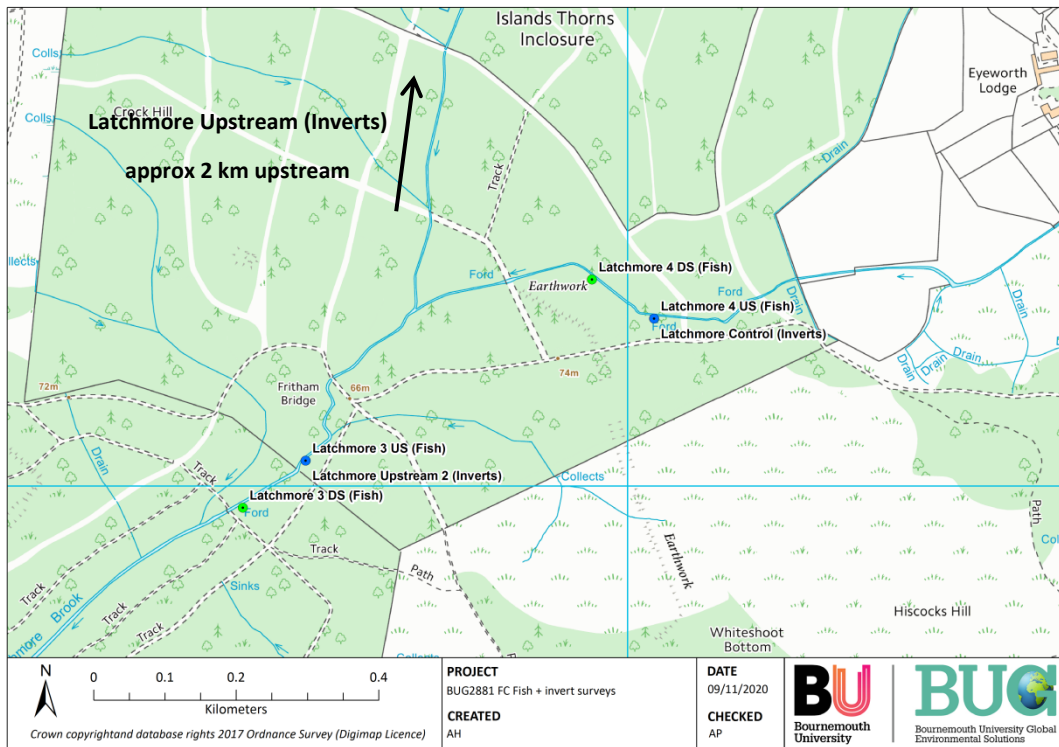 Islands Thorns
Inclosure
Colls
Eyeworth
Lodge
Crock Hill
Colls
Latchmore Upstream (Inverts)
approx 2 km upstream
Drain
Track
ollects
Ford
Latchmore 4 DS (Fish)
Earthwork
Ford
Drain
Latchmore 4 US (Fish)
Ford
Latchmore Control (Inverts)
Drain
Drain
Drain
72m
66m
74m
Fritham
Bridge
Drain
Latchmore 3 US (Fish)
Track
Latchmore Upstream 2 (Inverts)
Collects
Latchmore 3 DS (Fish)
Ford
Path
Track
Path
Earthwork
Col
Sinks
Track
Track
Track
Brook
more
Hiscocks Hill
Whiteshoot
Bottom
Collects
P
N
0 0.1 0.2 0.4
Kilometers
Crown copyrightand database rights 2017 Ordnance Survey (Digimap Licence)
PROJECT
BUG2881 FC Fish + invert surveys
CREATED
AH
DATE
09/11/2020
CHECKED
AP
BU
Bournemouth
University
BUG
Bournemouth University Global
Environmental Solutions